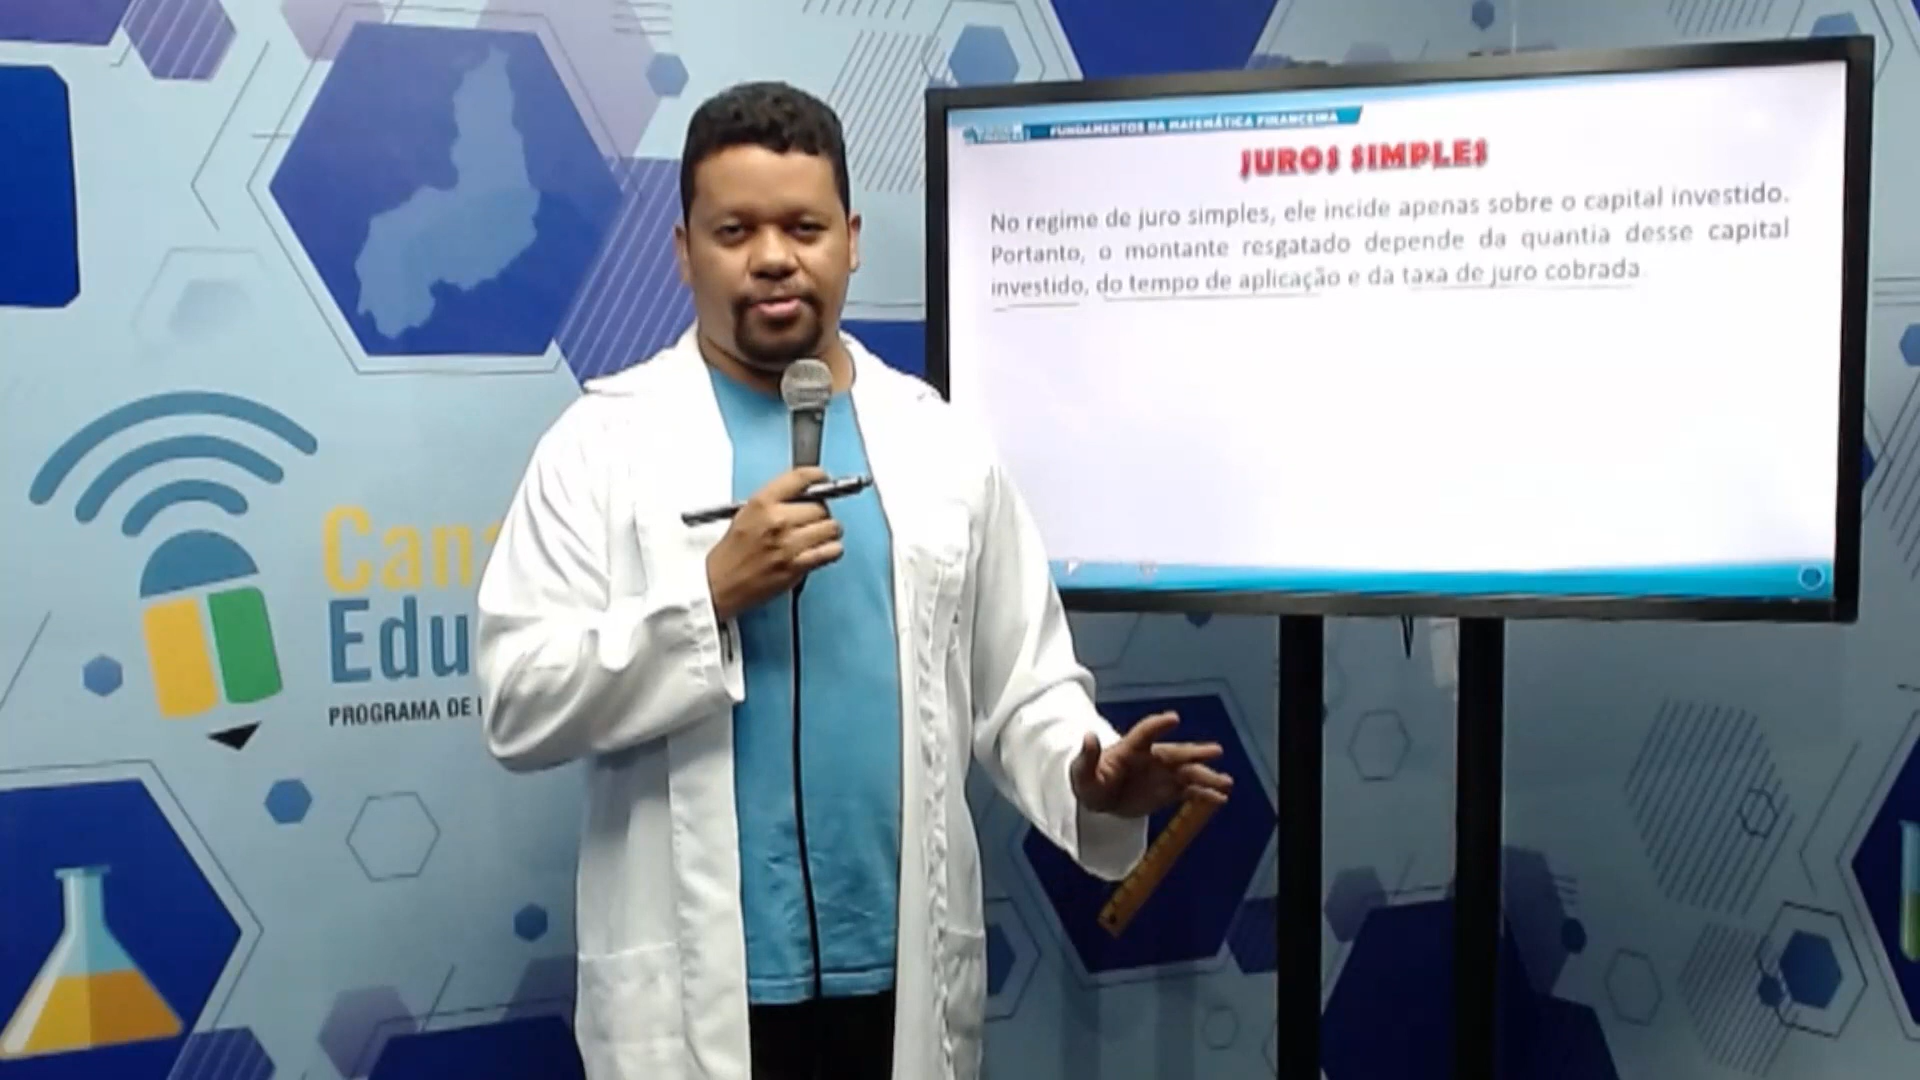 FUNDAMENTOS DA MATEMÁTICA FINANCEIRA
JUROS SIMPLES
No regime de juro simples, ele incide apenas sobre o capital investido.
Portanto, o montante resgatado depende da quantia desse capital
investido, do tempo de aplicação e da taxa de juro cobrada.
Can
Edu
PROGRAMA DE